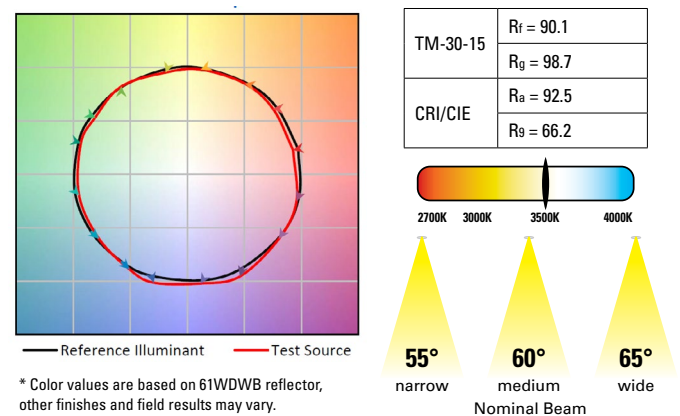 Reference Illuminant
Test Source
* Color values are based on 61WDWB reflector,
other finishes and field results may vary.
TM-30-15
Rf = 90.1
Rg = 98.7
CRI/CIE
Ra = 92.5
R9 = 66.2
2700K 3000K 3500K 4000K
55° 60° 65°
narrow medium wide
Nominal Beam